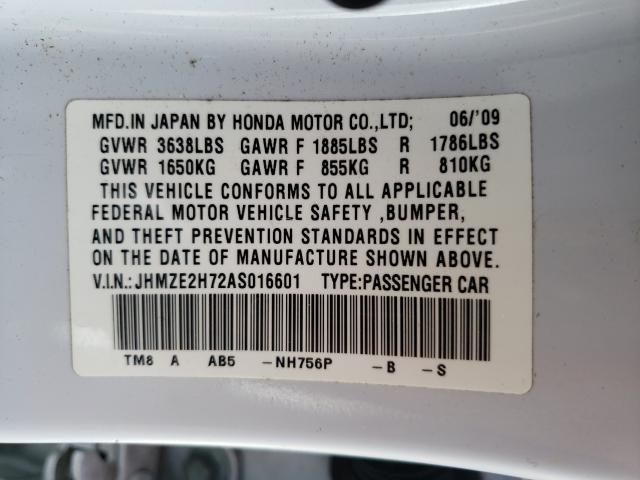 MFD.IN JAPAN BY HONDA MOTOR CO.,LTD; 06/'09
GVWR 3638LBS GAWR F 1885LBS R 1786LBS
GVWR 1650KG GAWR F 855KG R 810KG
THIS VEHICLE CONFORMS TO ALL APPLICABLE
FEDERAL MOTOR VEHICLE SAFETY ,BUMPER,
AND THEFT PREVENTION STANDARDS IN EFFECT
ON THE DATE OF MANUFACTURE SHOWN ABOVE.
V.I.N.:JHMZE2H72AS016601 TYPE:PASSENGER CAR
TM8 A AB5 -NH756P -B -S